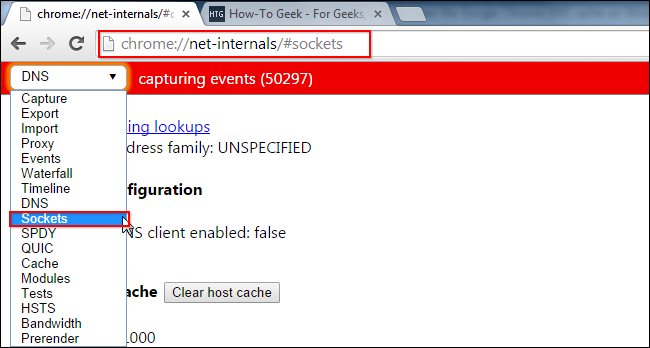 chrome://net-internals/#
HTG How-To Geek - For Geeks,
chrome://net-internals/#sockets
DNS
capturing events (50297)
Capture
Export
Import
Proxy
Events
Waterfall
Timeline
DNS
Sockets
SPDY
QUIC
Cache
Modules
Tests
HSTS
Bandwidth
Prerender
ing lookups
dress family: UNSPECIFIED
figuration
NS client enabled: false
ache Clear host cache
1000